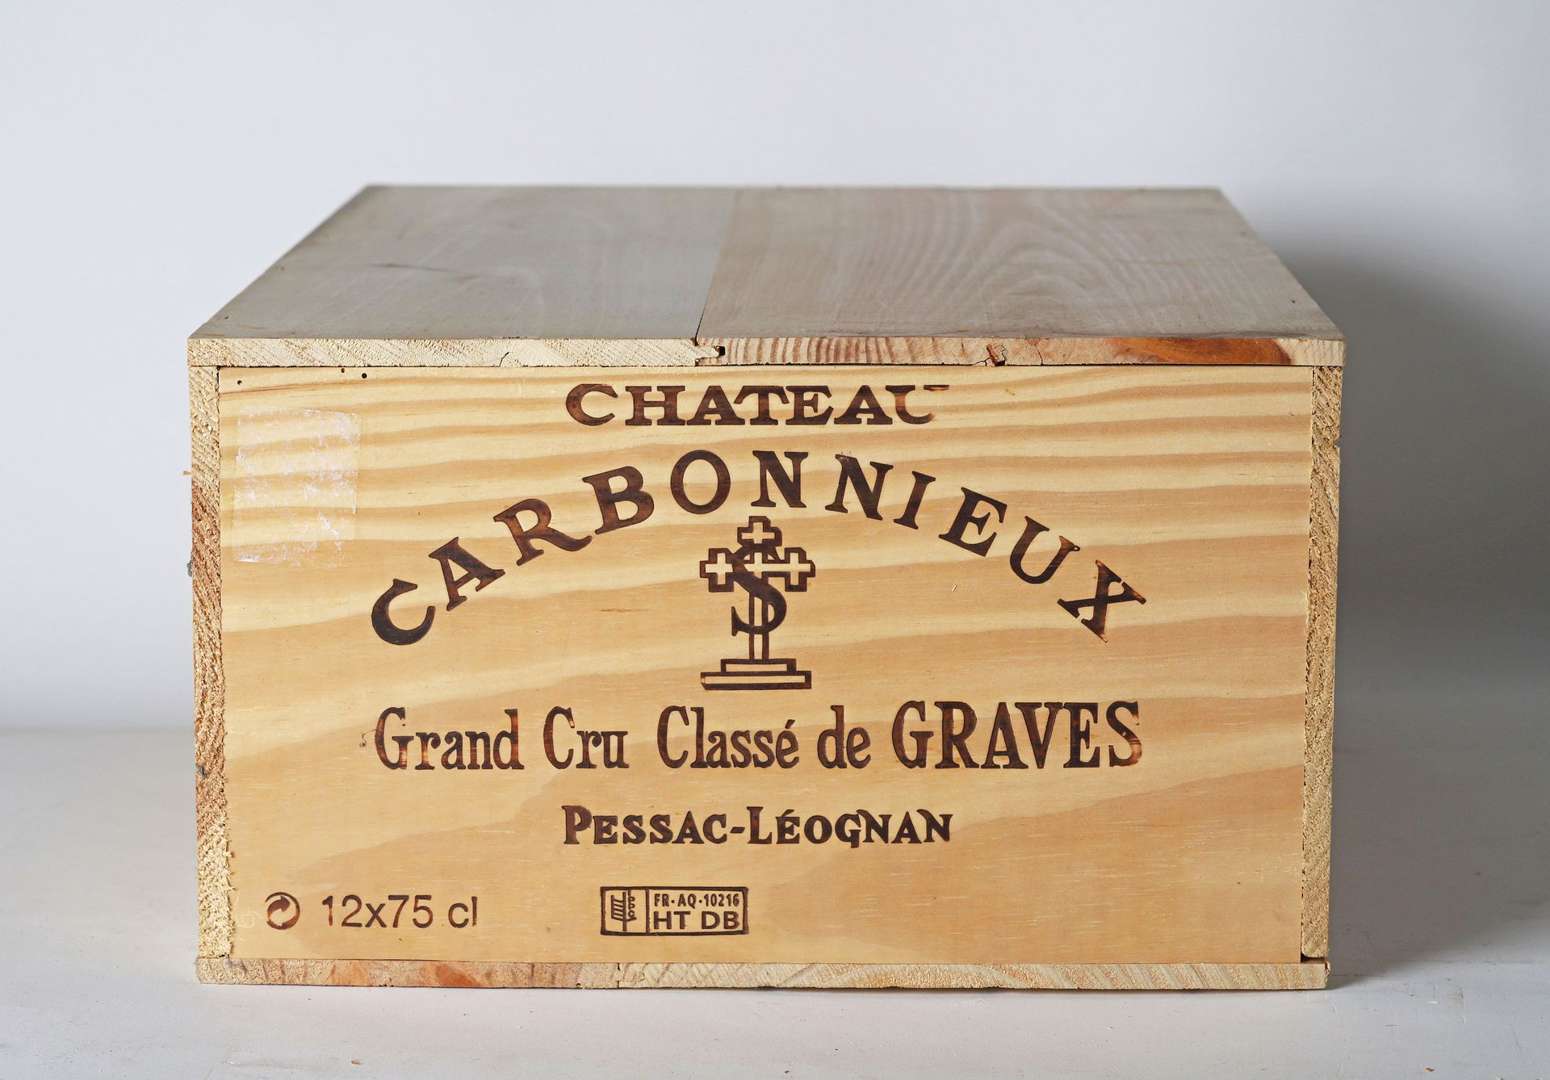 CHATEAU
CARBONNIEUX
S
Grand Cru Classé de GRAVES
PESSAC-LÉOGNAN
12x75 cl
FR-AQ-10216
HT DB